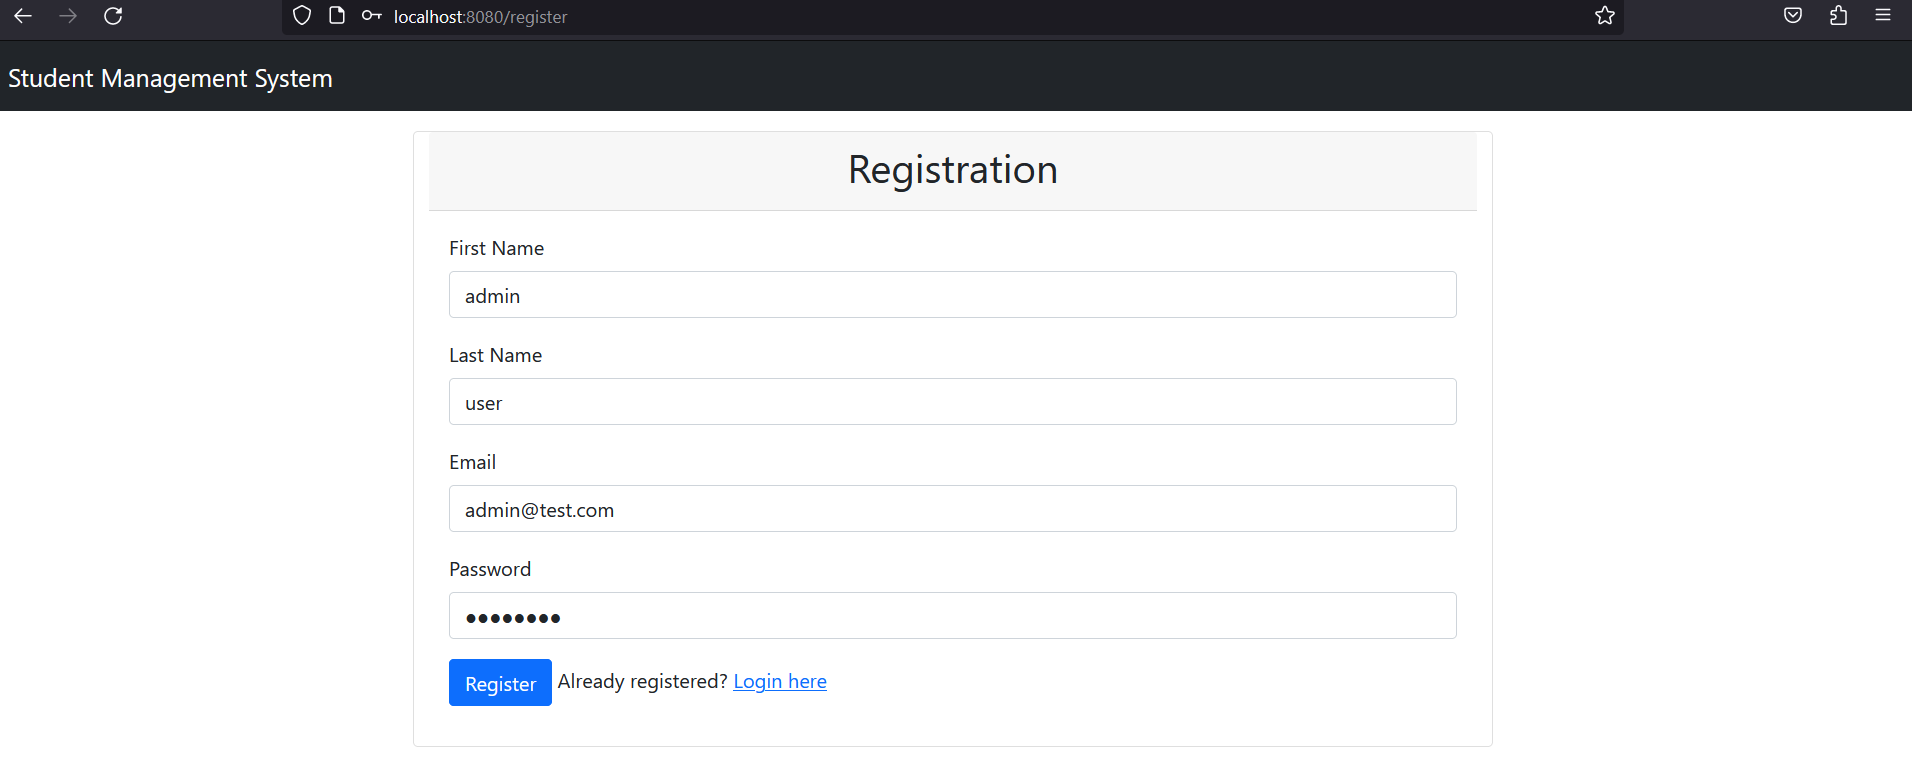 localhost:8080/register
Student Management System
Registration
First Name
admin
Last Name
user
Email
admin@test.com
Password
●●●●●●●●
Register Already registered? Login here